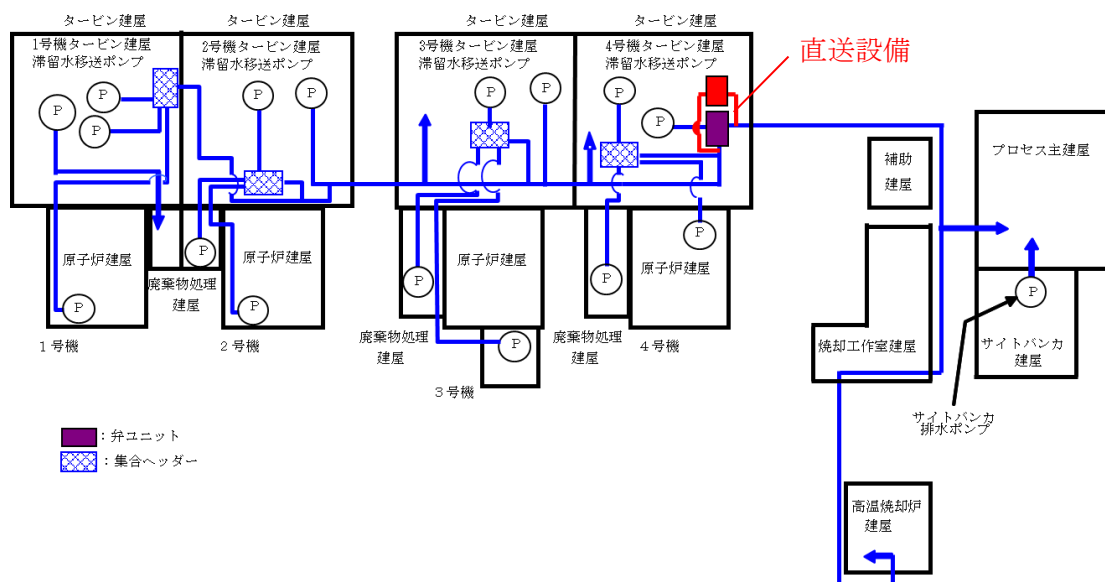 タービン建屋
タービン建屋
タービン建屋
タービン建屋
1号機タービン建屋
滞留水移送ポンプ
2号機タービン建屋
滞留水移送ポンプ
3号機タービン建屋
滞留水移送ポンプ
4号機タービン建屋
滞留水移送ポンプ
直送設備
P
P
P
P
P
P
P
P
P
補助
建屋
プロセス主建屋
原子炉建屋
P
原子炉建屋
P
原子炉建屋
P
P
原子炉建屋
P
廃棄物処理
建屋
P
P
廃棄物処理
建屋
P
廃棄物処理
建屋
1号機
2号機
3号機
4号機
焼却工作室建屋
P
サイトバンカ
建屋
サイトバンカ
排水ポンプ
:弁ユニット
:集合ヘッダー
高温焼却炉
建屋